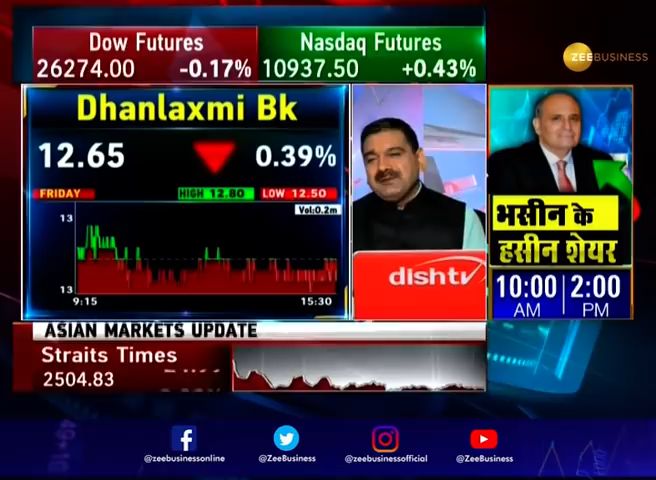 Dow Futures
26274.00 -0.17%
Nasdaq Futures
10937.50 +0.43%
ZEEBUSINESS
Dhanlaxmi Bk
12.65 0.39%
FRIDAY HIGH 12.80 LOW 12.50
Vol:0.2m
13
13
9:15 15:30
dishtv
भसीन के
हसीन शेयर
10:00 AM
2:00 PM
ASIAN MARKETS UPDATE
Straits Times
2504.83
@zeebusinessonline
@ZeeBusiness
@zeebusinessofficial
@ZeeBusiness